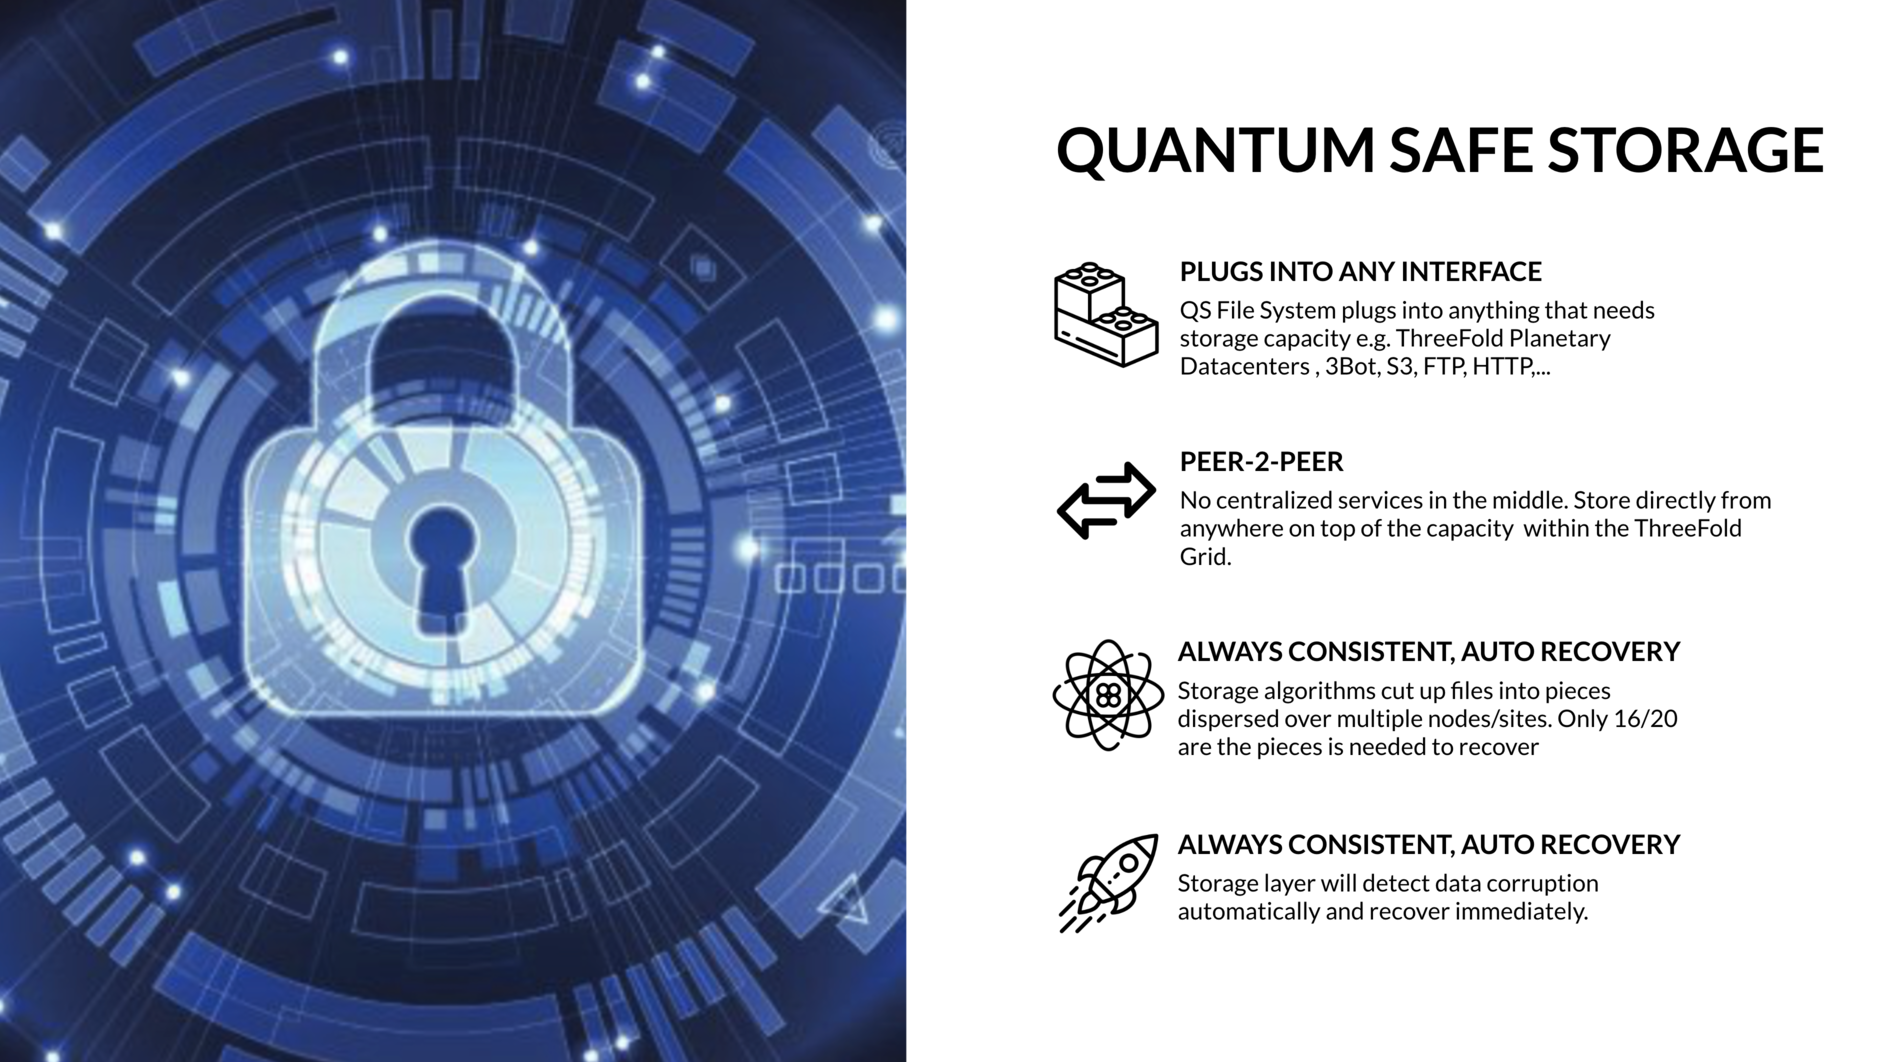 QUANTUM SAFE STORAGE
PLUGS INTO ANY INTERFACE
QS File System plugs into anything that needs
storage capacity e.g. ThreeFold Planetary
Datacenters , 3Bot, S3, FTP, HTTP,...
PEER-2-PEER
No centralized services in the middle. Store directly from
anywhere on top of the capacity  within the ThreeFold
Grid.
ALWAYS CONSISTENT, AUTO RECOVERY
Storage algorithms cut up files into pieces
dispersed over multiple nodes/sites. Only 16/20
are the pieces is needed to recover
ALWAYS CONSISTENT, AUTO RECOVERY
Storage layer will detect data corruption
automatically and recover immediately.